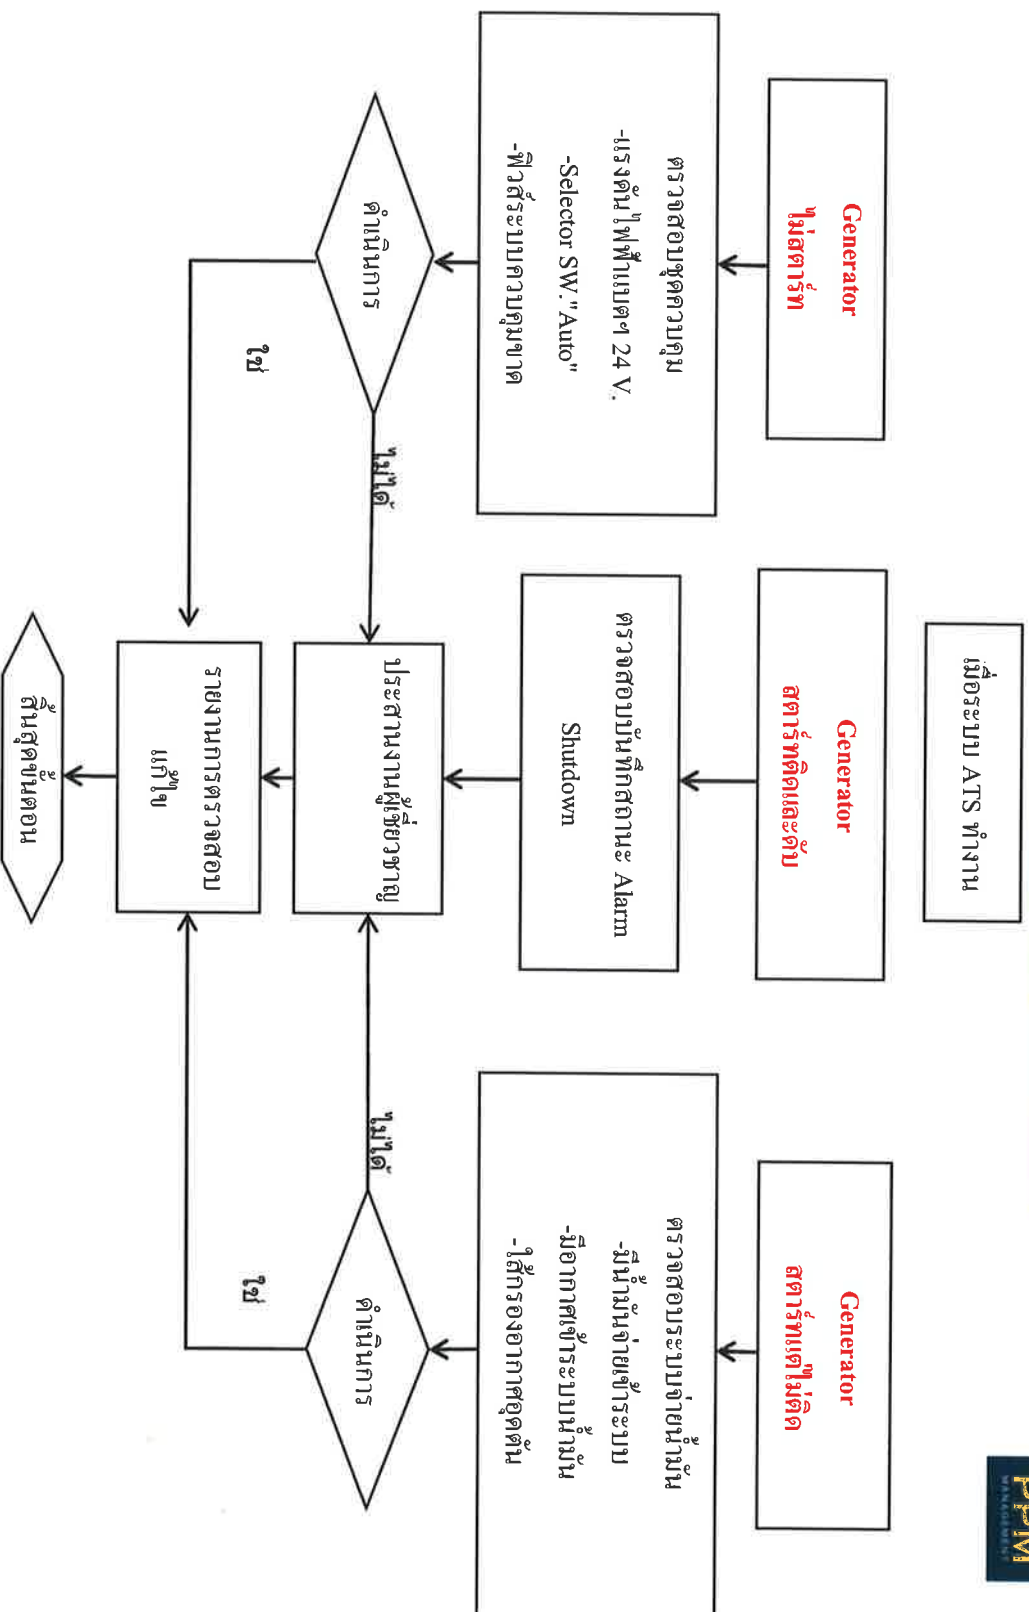 PPM
MANAGEMENT
เมื่อระบบ ATS ทำงาน
Generator
ไม่สตาร์ท
Generator
สตาร์ทติดและดับ
Generator
สตาร์ทแต่ไม่ติด
ตรวจสอบชุดควบคุม
-แรงดันไฟฟ้าแบตฯ 24 V.
-Selector SW."Auto"
-ฟิวส์ระบบควบคุมขาด
ตรวจสอบบันทึกสถานะ Alarm
Shutdown
ตรวจสอบระบบจ่ายน้ำมัน
-มีน้ำมันจ่ายเข้าระบบ
-มีอากาศเข้าระบบน้ำมัน
-ไส้กรองอากาศอุดตัน
ดำเนินการ
ไม่ได้
ประสานงานผู้เชี่ยวชาญ
ไม่ได้
ดำเนินการ
ใช่
รายงานการตรวจสอบ
แก้ไข
ใช่
สิ้นสุดขั้นตอน